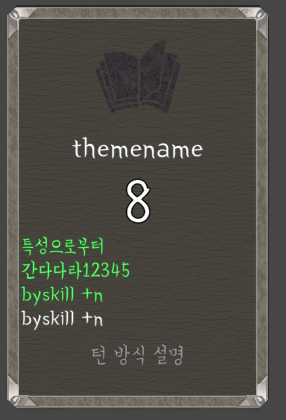 themename
8
특성으로부터
간다다라12345
byskill +n
byskill +n
턴 방식 설명